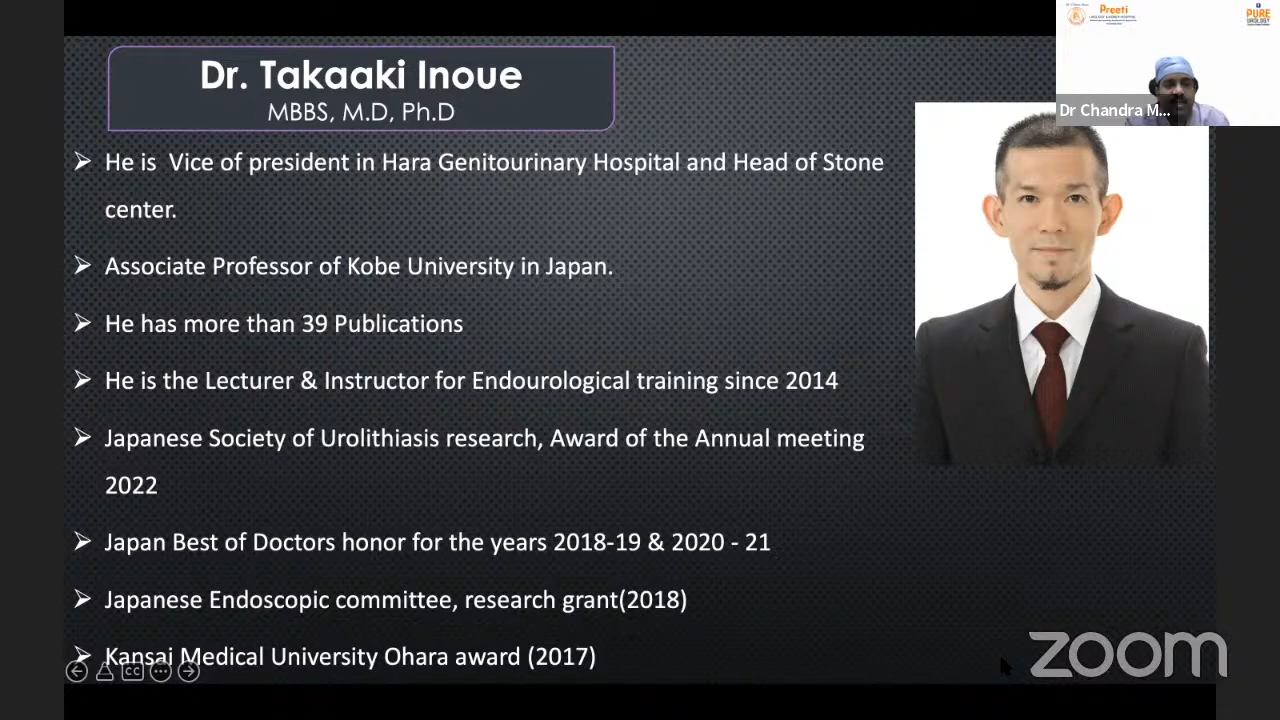 Dr. Takaaki Inoue
MBBS, M.D, Ph.D
He is Vice of president in Hara Genitourinary Hospital and Head of Stone
center.
Associate Professor of Kobe University in Japan.
He has more than 39 Publications
He is the Lecturer & Instructor for Endourological training since 2014
Japanese Society of Urolithiasis research, Award of the Annual meeting
2022
Japan Best of Doctors honor for the years 2018-19 & 2020 - 21
Japanese Endoscopic committee, research grant(2018)
Kansai Medical University Ohara award (2017)
Preeti
PURE
UROLOGY
Dr Chandra M...
CC
zoom